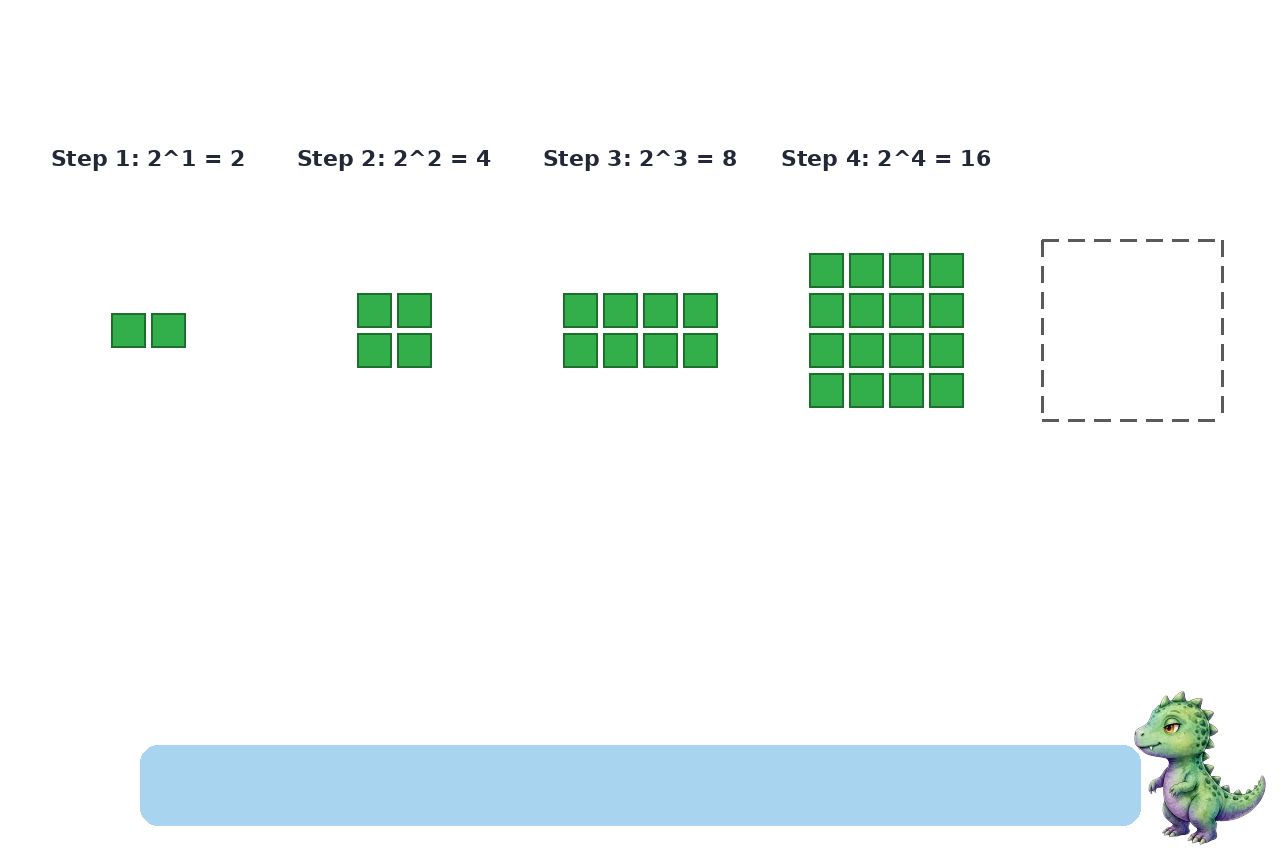 Step 1: 2^1 = 2
Step 2: 2^2 = 4
Step 3: 2^3 = 8
Step 4: 2^4 = 16